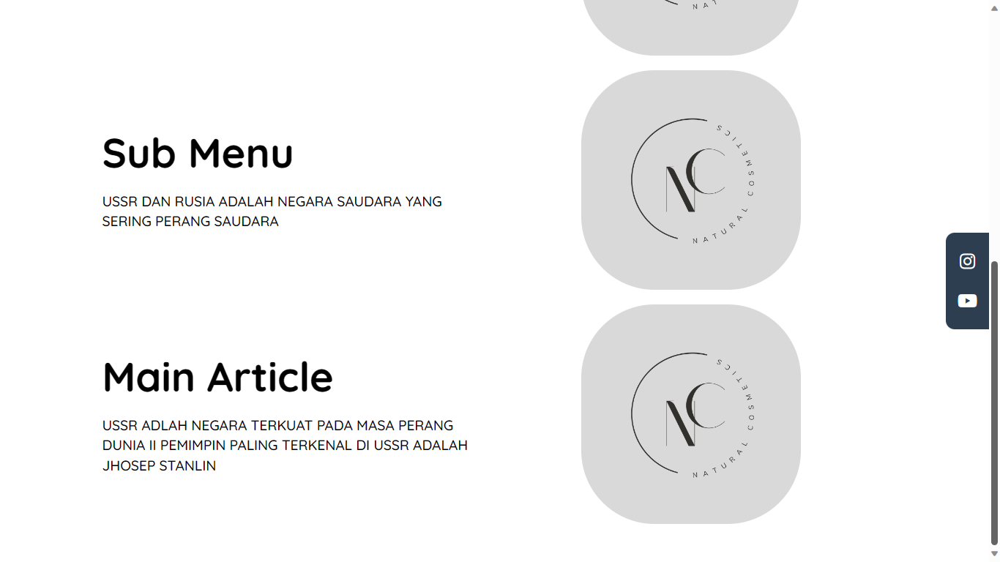 NAT
Sub Menu
USSR DAN RUSIA ADALAH NEGARA SAUDARA YANG
SERING PERANG SAUDARA
NC
NATURAL COSMETICS
Main Article
USSR ADLAH NEGARA TERKUAT PADA MASA PERANG
DUNIA II PEMIMPIN PALING TERKENAL DI USSR ADALAH
JHOSEP STANLIN
NC
NATURAL COSMETICS